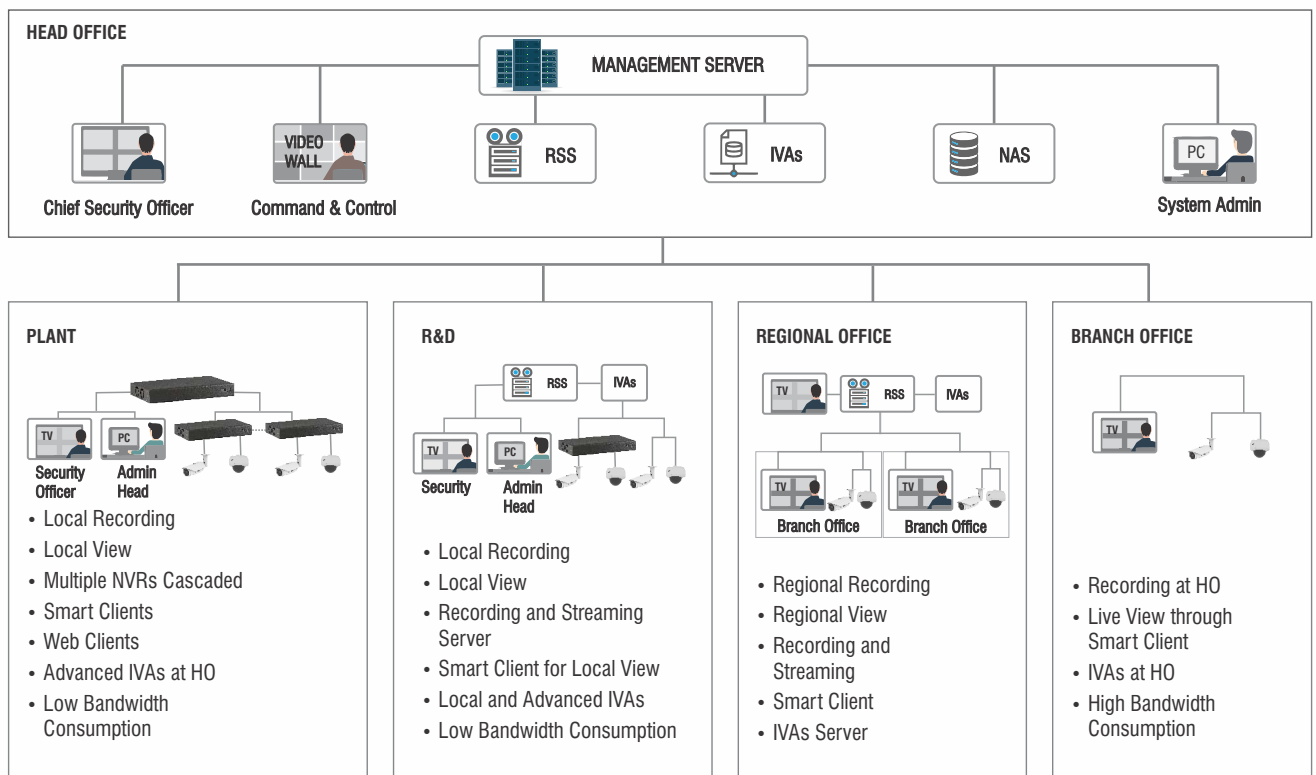 HEAD OFFICE
MANAGEMENT SERVER
VIDEO
WALL
RSS
IVAs
NAS
PC
Chief Security Officer
Command & Control
System Admin
PLANT
TV
PC
Security
Officer
Admin
Head
• Local Recording
• Local View
• Multiple NVRs Cascaded
• Smart Clients
• Web Clients
• Advanced IVAs at HO
• Low Bandwidth
Consumption
R&D
RSS
IVAs
TV
PC
Security
Admin
Head
• Local Recording
• Local View
• Recording and Streaming
Server
• Smart Client for Local View
• Local and Advanced IVAs
• Low Bandwidth Consumption
REGIONAL OFFICE
TV
RSS
IVAs
TV
TV
Branch Office
Branch Office
• Regional Recording
• Regional View
• Recording and
Streaming
• Smart Client
• IVAs Server
BRANCH OFFICE
TV
• Recording at HO
• Live View through
Smart Client
• IVAs at HO
• High Bandwidth
Consumption